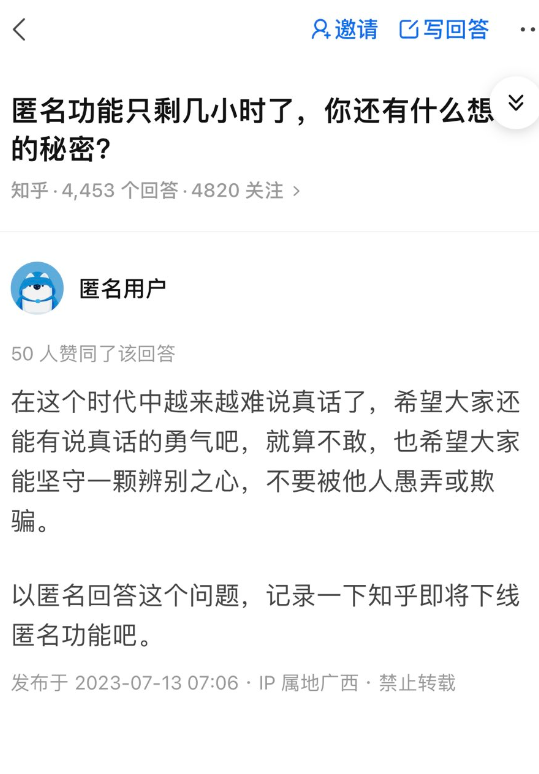 邀请 写回答
匿名功能只剩几小时了，你还有什么想
的秘密？
知乎 · 4,453 个回答 · 4820 关注 >
匿名用户
50 人赞同了该回答
在这个时代中越来越难说真话了，希望大家还
能有说真话的勇气吧，就算不敢，也希望大家
能坚守一颗辨别之心，不要被他人愚弄或欺
骗。
以匿名回答这个问题，记录一下知乎即将下线
匿名功能吧。
发布于 2023-07-13 07:06 · IP 属地广西 · 禁止转载